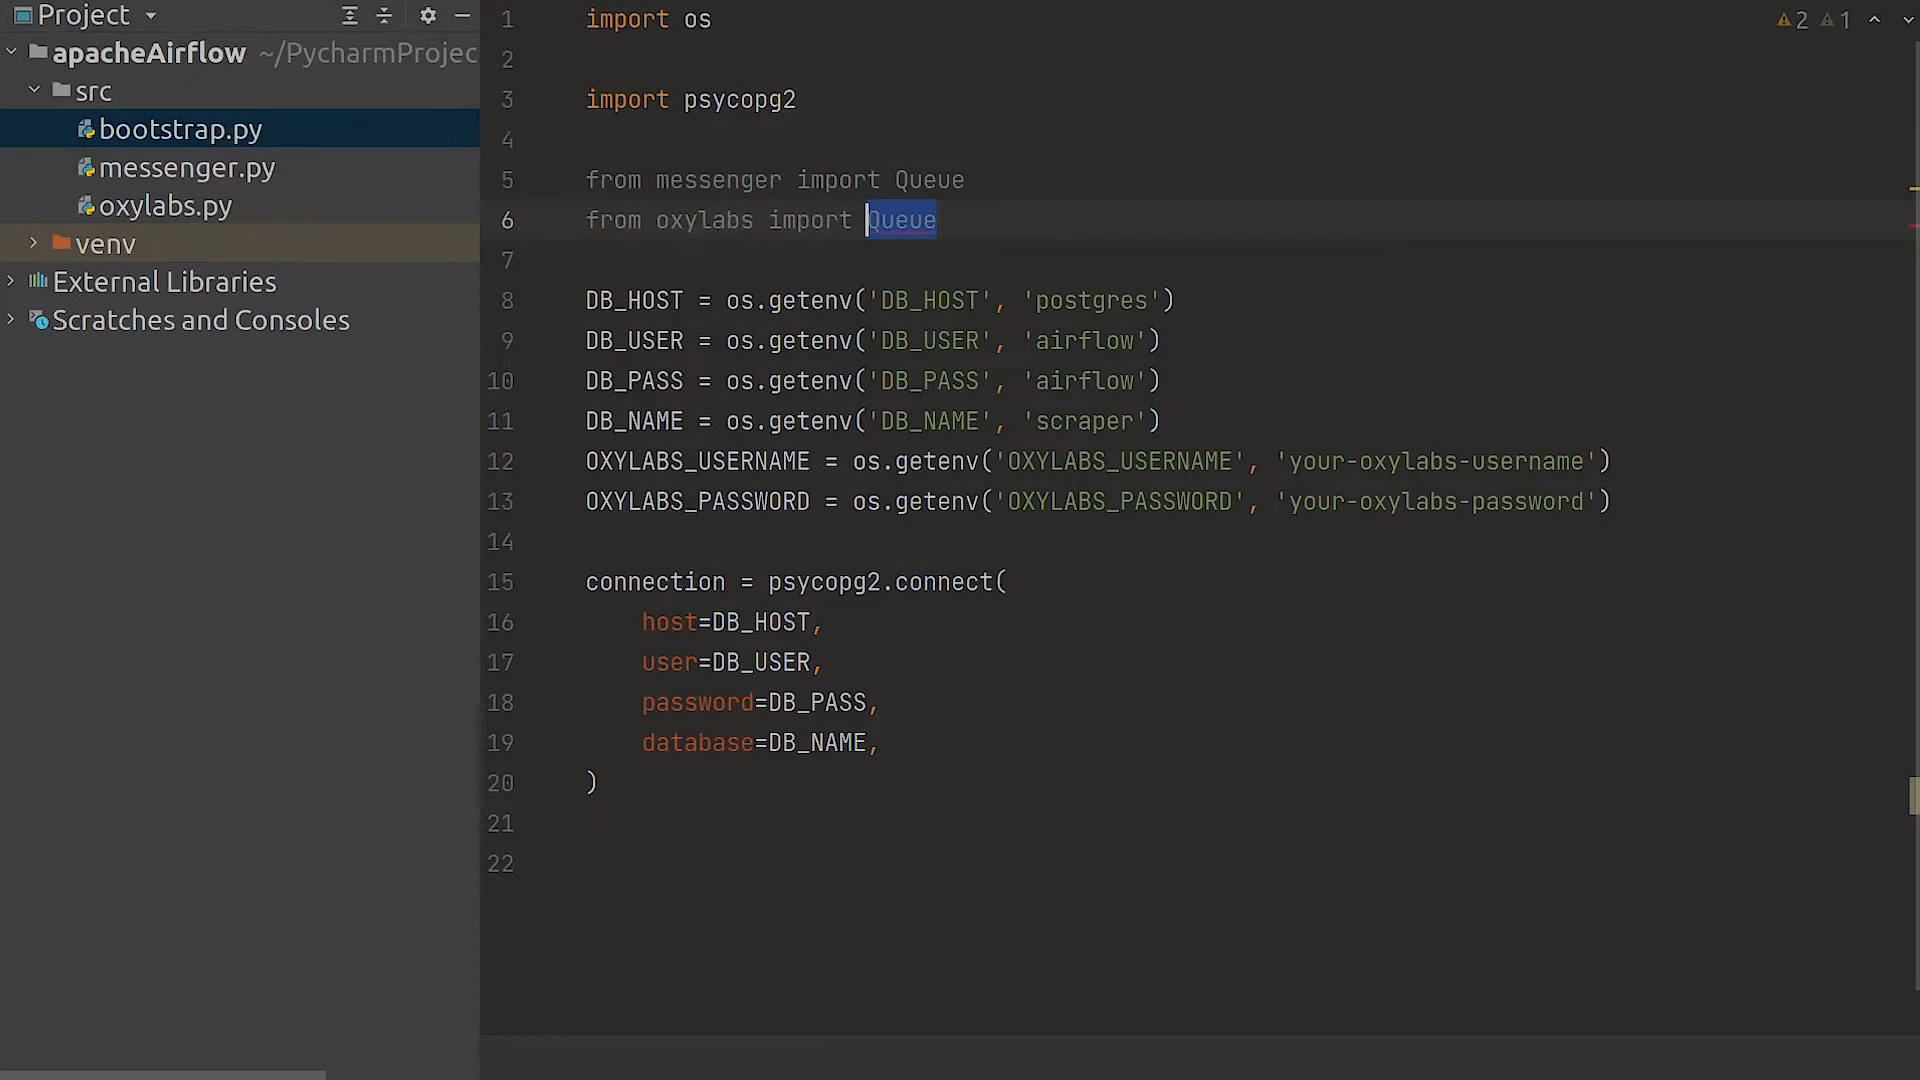 Project
apacheAirflow ~/PycharmProjec
src
bootstrap.py
messenger.py
oxylabs.py
venv
External Libraries
Scratches and Consoles
2 1
1 import os
2
3 import psycopg2
4
5 from messenger import Queue
6 from oxylabs import Queue
7
8 DB_HOST = os.getenv('DB_HOST', 'postgres')
9 DB_USER = os.getenv('DB_USER', 'airflow')
10 DB_PASS = os.getenv('DB_PASS', 'airflow')
11 DB_NAME = os.getenv('DB_NAME', 'scraper')
12 OXYLABS_USERNAME = os.getenv('OXYLABS_USERNAME', 'your-oxylabs-username')
13 OXYLABS_PASSWORD = os.getenv('OXYLABS_PASSWORD', 'your-oxylabs-password')
14
15 connection = psycopg2.connect(
16 host=DB_HOST,
17 user=DB_USER,
18 password=DB_PASS,
19 database=DB_NAME,
20 )
21
22